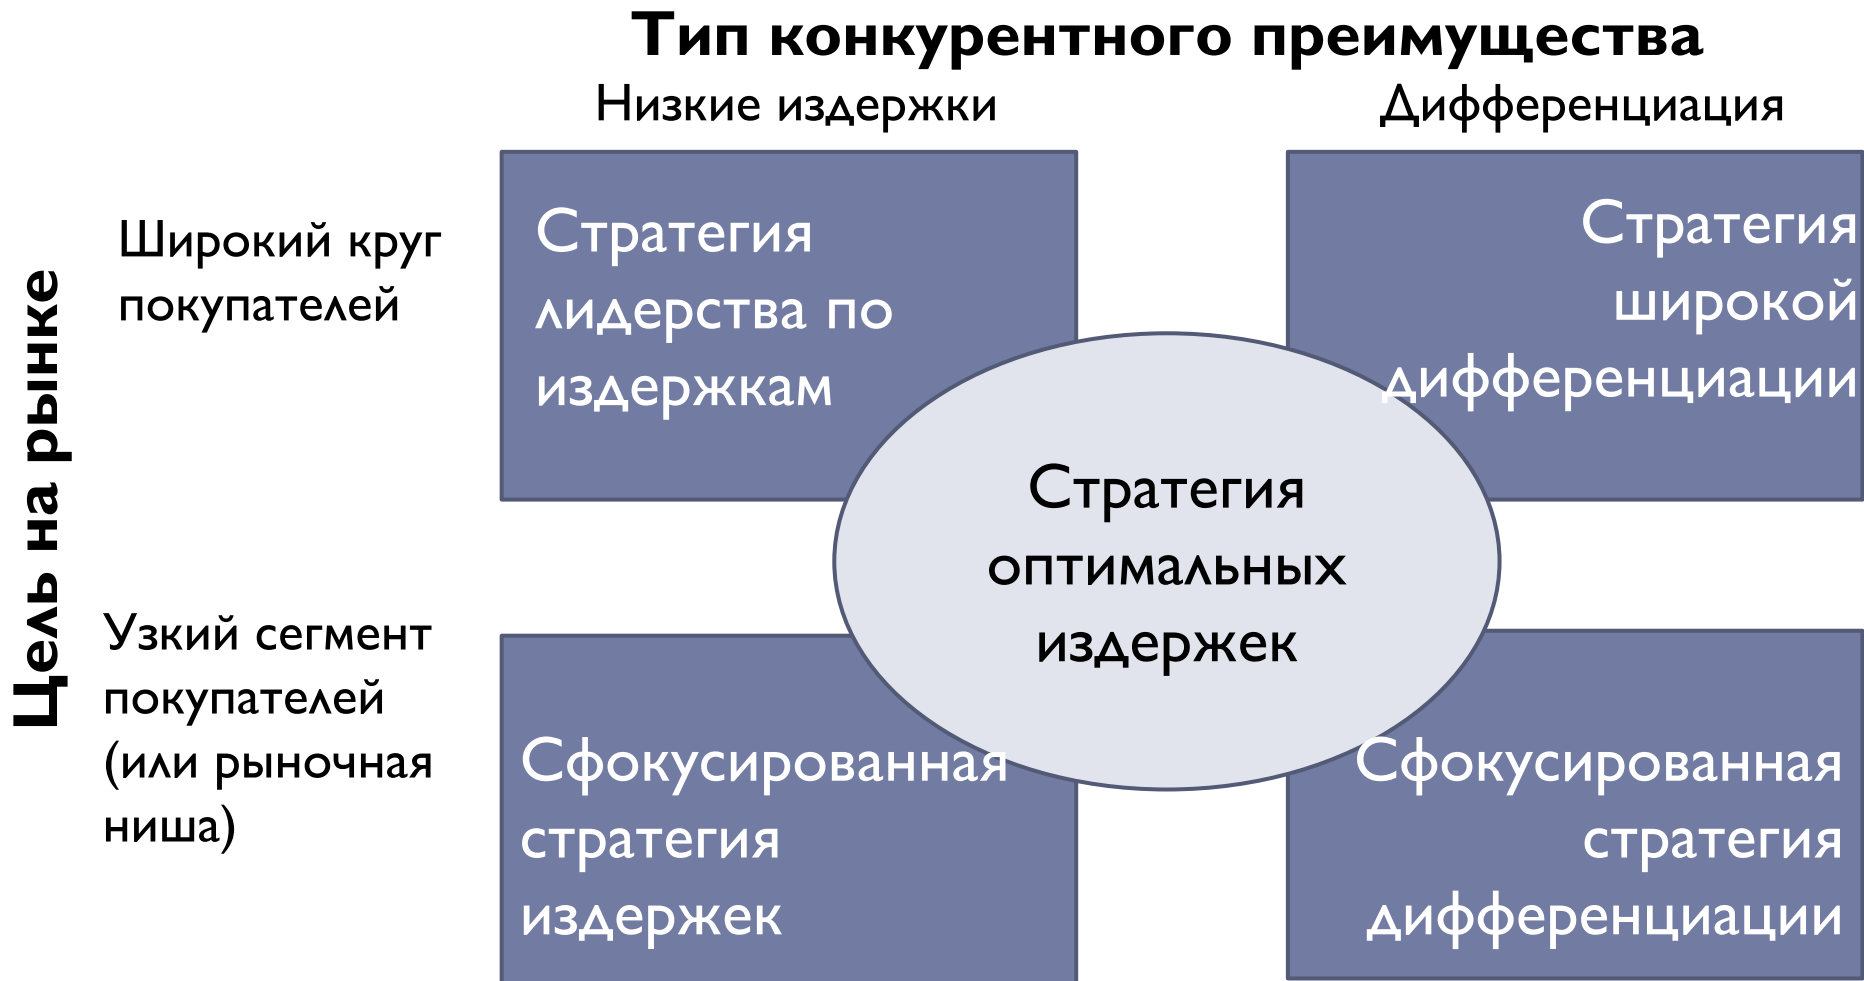 Тип конкурентного преимущества
Низкие издержки
Дифференциация
Цель на рынке
Широкий круг
покупателей
Стратегия
лидерства по
издержкам
Стратегия
широкой
дифференциации
Стратегия
оптимальных
издержек
Узкий сегмент
покупателей
(или рыночная
ниша)
Сфокусированная
стратегия
издержек
Сфокусированная
стратегия
дифференциации